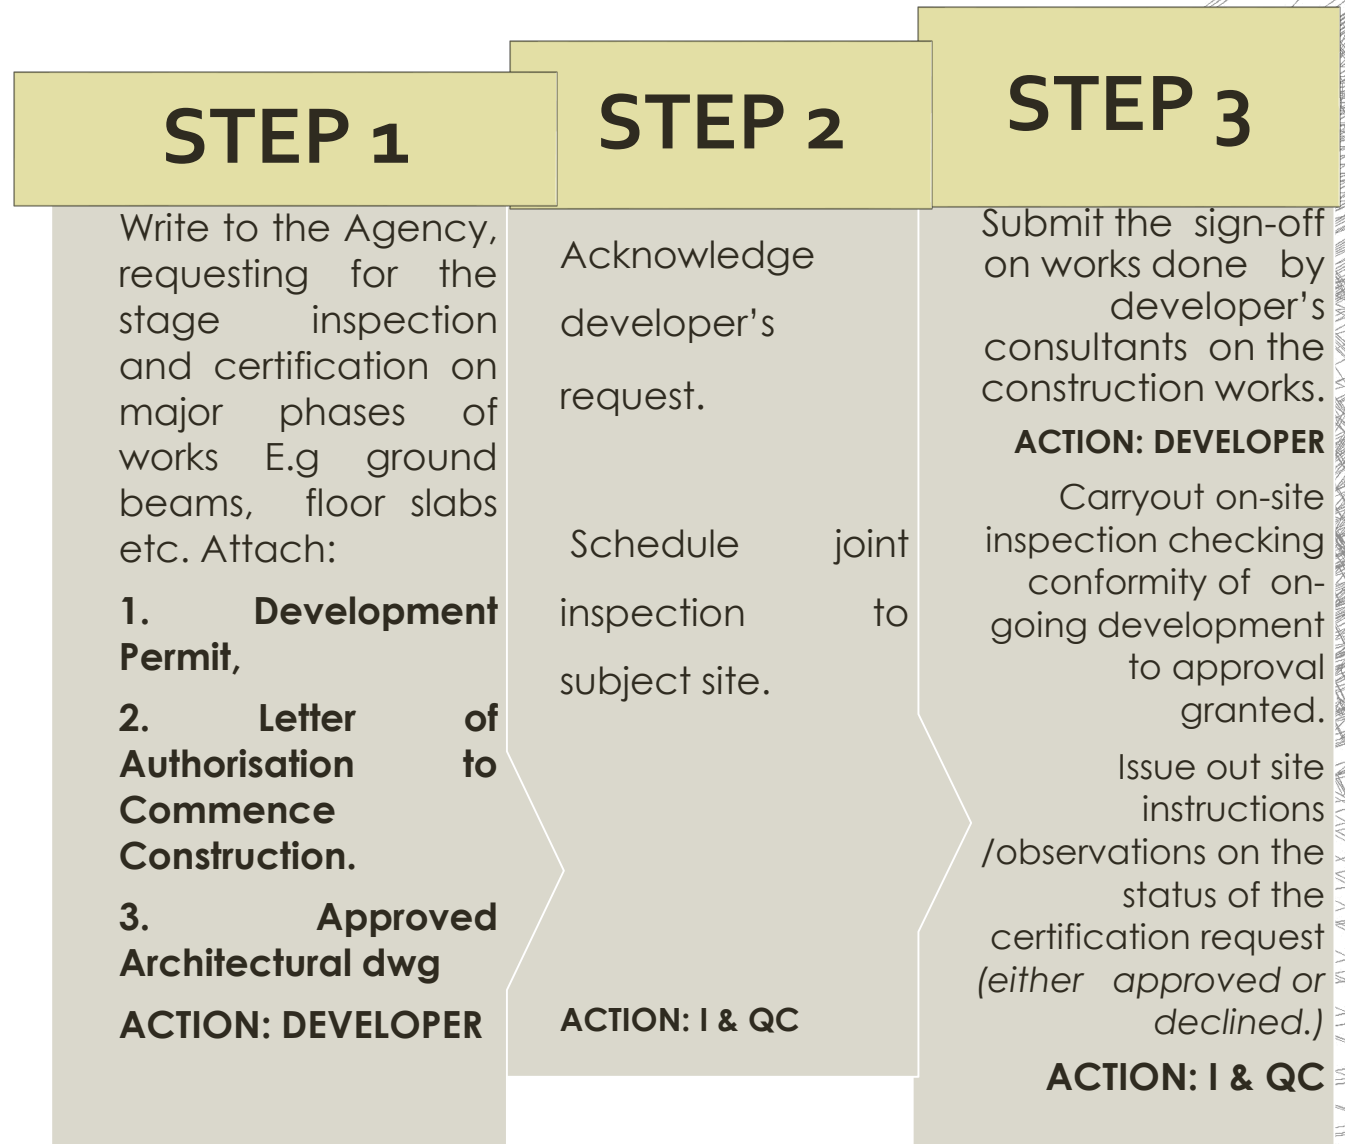 STEP 1
Write to the Agency,
requesting for the
stage inspection
and certification on
major phases of
works E.g ground
beams, floor slabs
etc. Attach:
1. Development
Permit,
2. Letter of
Authorisation to
Commence
Construction.
3. Approved
Architectural dwg
ACTION: DEVELOPER
STEP 2
Acknowledge
developer’s
request.
Schedule joint
inspection to
subject site.
ACTION: I & QC
STEP 3
Submit the sign-off
on works done by
developer’s
consultants on the
construction works.
ACTION: DEVELOPER
Carryout on-site
inspection checking
conformity of on-
going development
to approval
granted.
Issue out site
instructions
/observations on the
status of the
certification request
(either approved or
declined.)
ACTION: I & QC